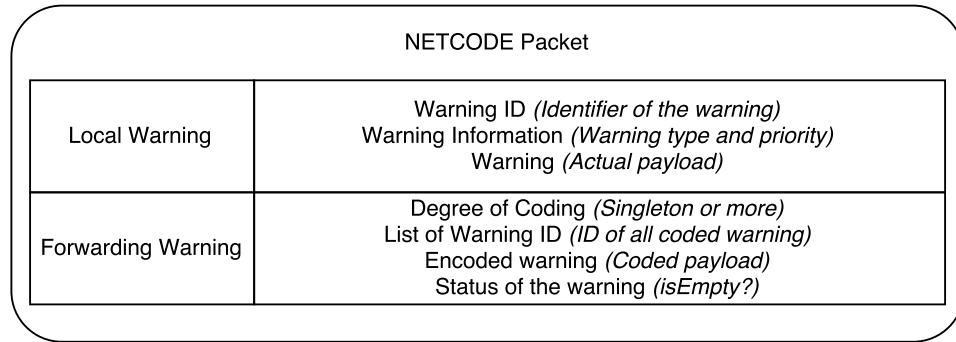 NETCODE Packet
Local Warning
Warning ID (Identifier of the warning)
Warning Information (Warning type and priority)
Warning (Actual payload)
Forwarding Warning
Degree of Coding (Singleton or more)
List of Warning ID (ID of all coded warning)
Encoded warning (Coded payload)
Status of the warning (isEmpty?)